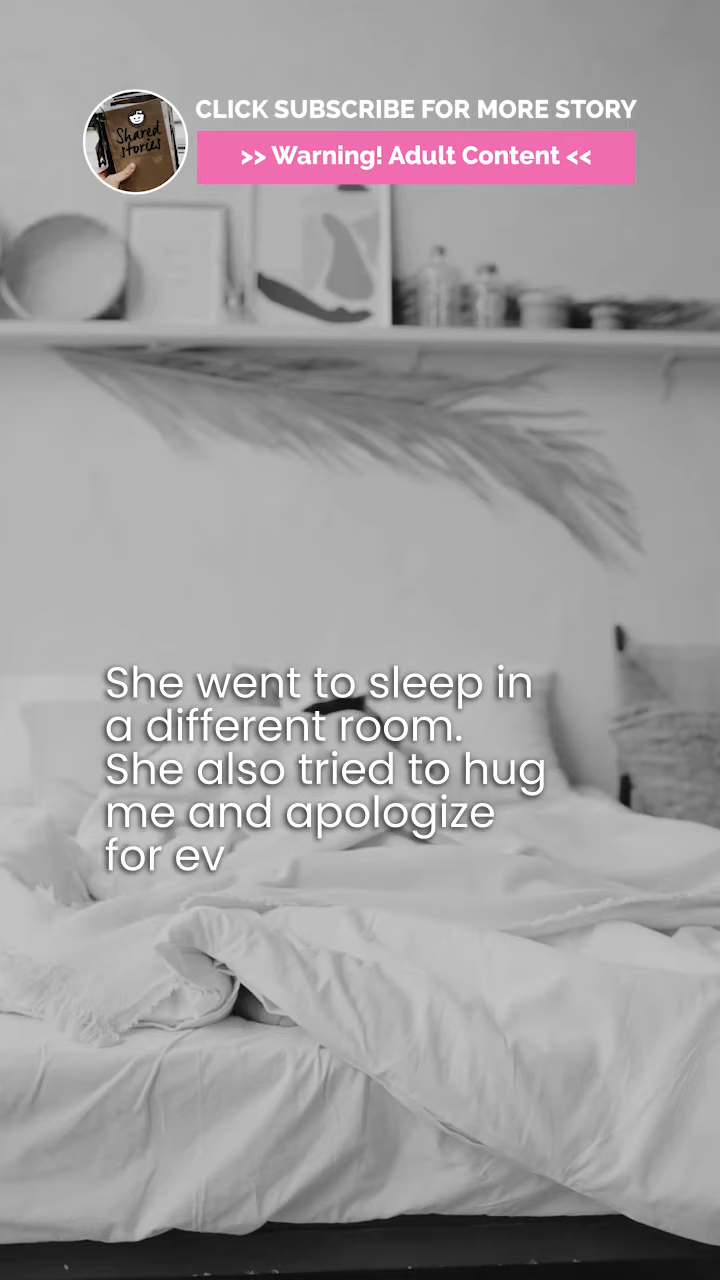 CLICK SUBSCRIBE FOR MORE STORY
Shared
stories
>> Warning! Adult Content <<
She went to sleep in
a different room.
She also tried to hug
me and apologize
for ev